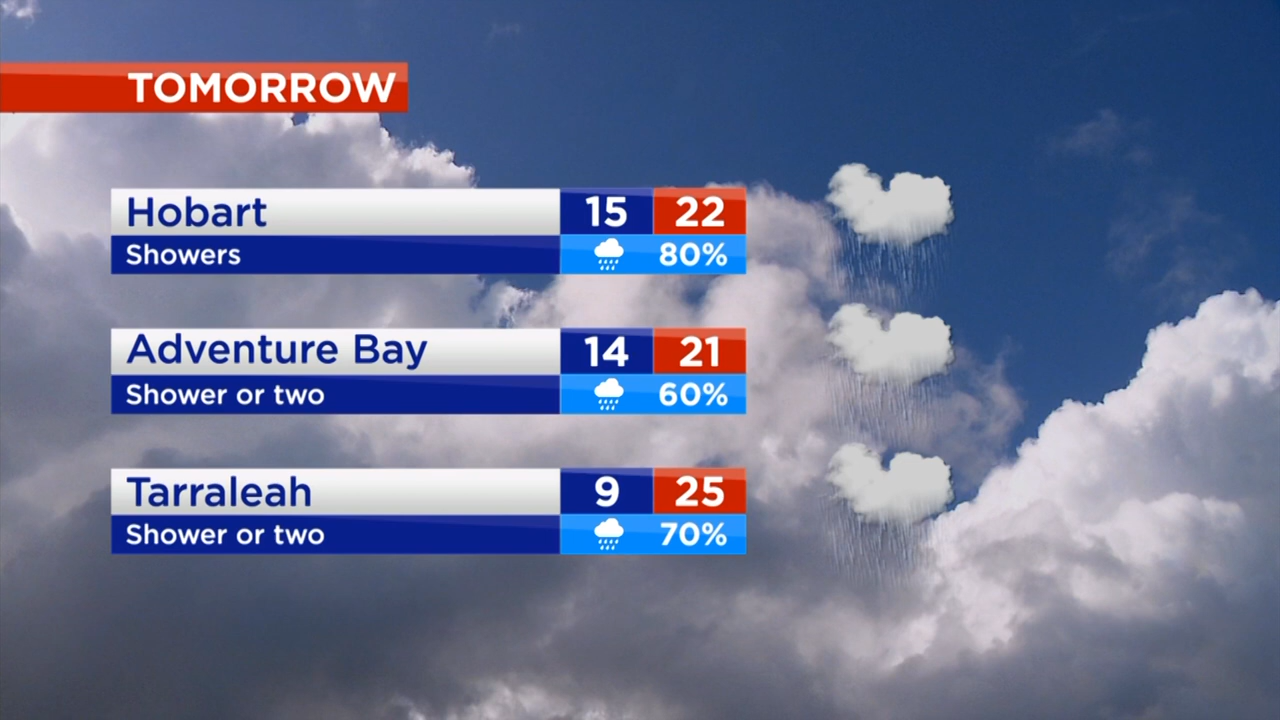 TOMORROW
Hobart 15 22
Showers 80%
Adventure Bay 14 21
Shower or two 60%
Tarraleah 9 25
Shower or two 70%